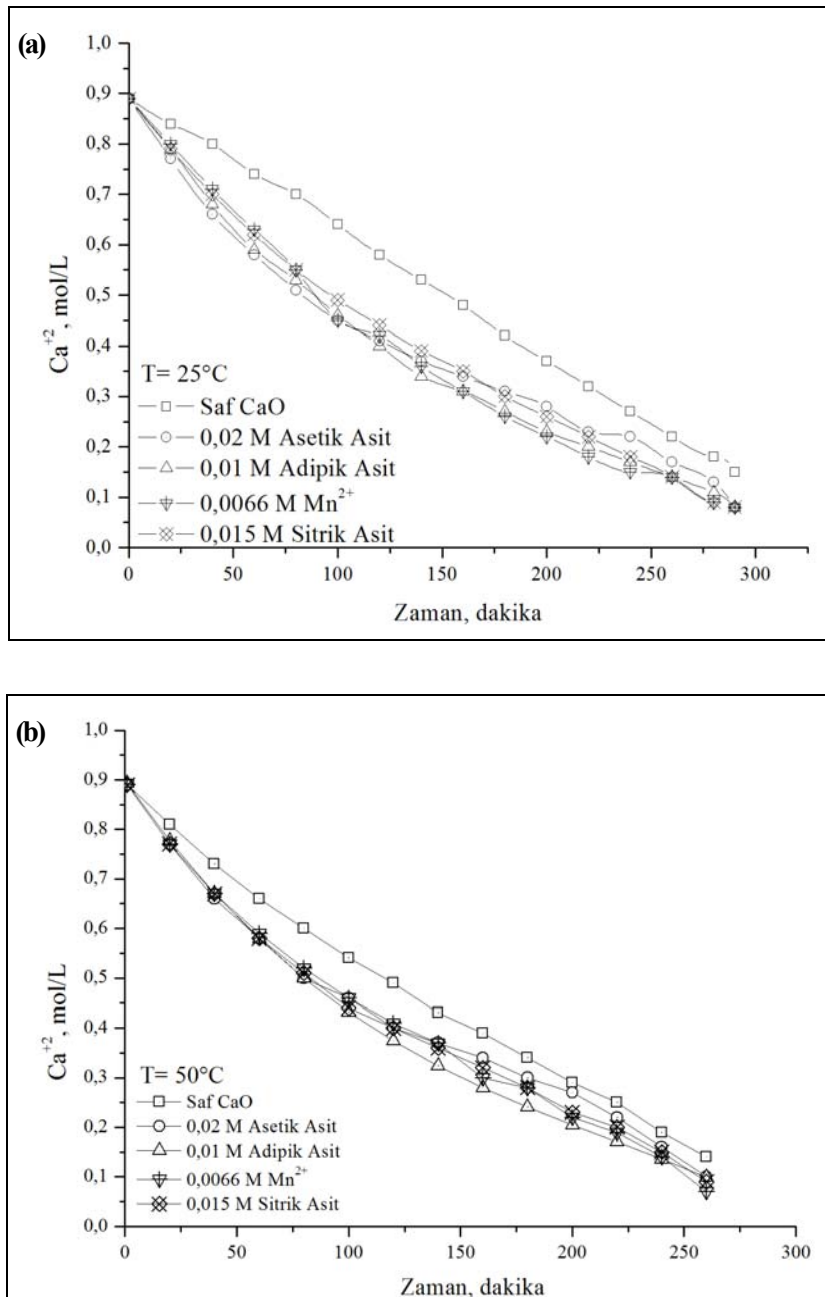 (a)
1,0
0,9
0,8
0,7
0,6
0,5
0,4
0,3
0,2
0,1
0,0
Ca+2, mol/L
T= 25°C
Saf CaO
0,02 M Asetik Asit
0,01 M Adipik Asit
0,0066 M Mn2+
0,015 M Sitrik Asit
0 50 100 150 200 250 300
Zaman, dakika
(b)
1,0
0,9
0,8
0,7
0,6
0,5
0,4
0,3
0,2
0,1
0,0
Ca+2, mol/L
T= 50°C
Saf CaO
0,02 M Asetik Asit
0,01 M Adipik Asit
0,0066 M Mn2+
0,015 M Sitrik Asit
0 50 100 150 200 250 300
Zaman, dakika